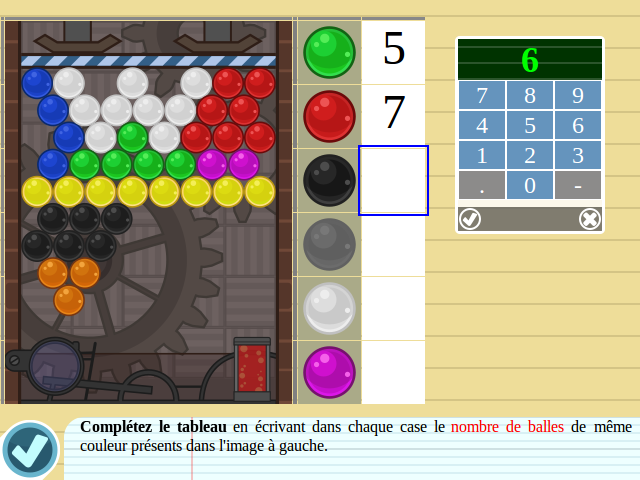 5
7
6
7 8 9
4 5 6
1 2 3
. 0 -
Complétez le tableau en écrivant dans chaque case le nombre de balles de même
couleur présents dans l'image à gauche.